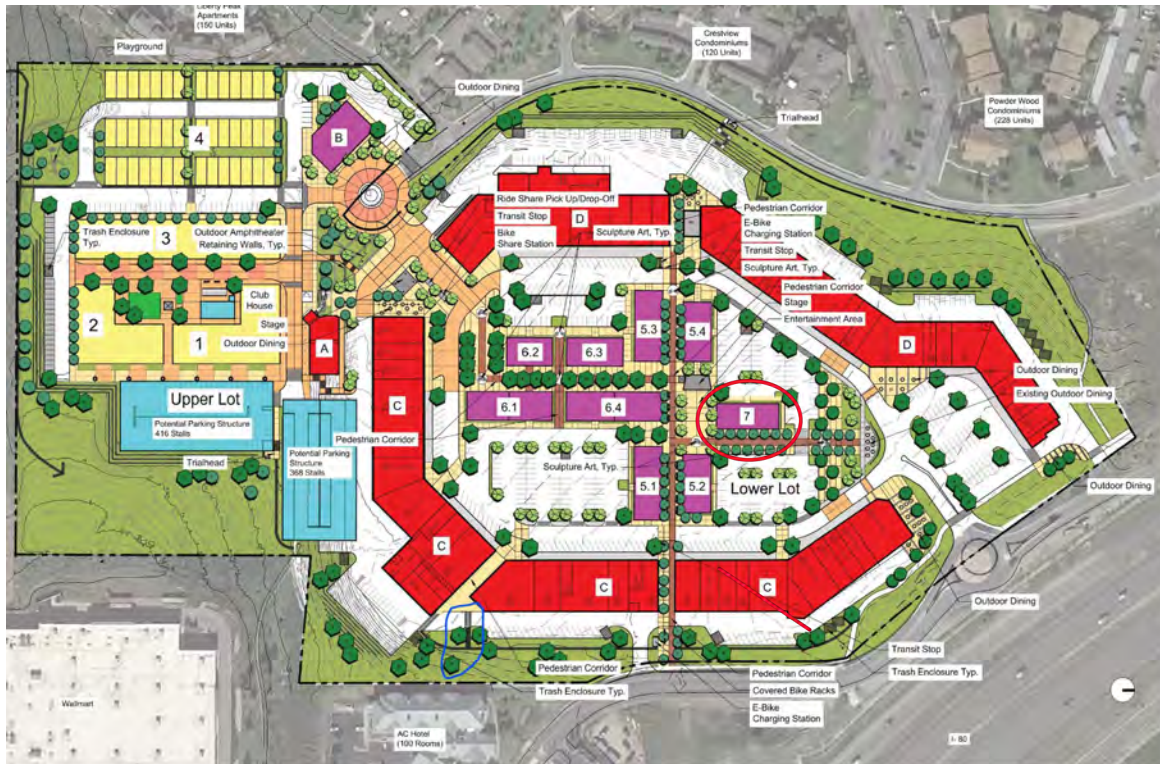 Liberty Peak
Apartments
(150 Units)
Playground
Crestview
Condominiums
(120 Units)
Outdoor Dining
Powder Wood
Condominiums
(228 Units)
Trialhead
B
4
Ride Share Pick Up/Drop-Off
Transit Stop
Bike
Share Station
D
Sculpture Art, Typ.
Pedestrian Corridor
E-Bike
Charging Station
Transit Stop
Sculpture Art, Typ.
Pedestrian Corridor
Stage
Entertainment Area
Trash Enclosure
Typ.
3
Outdoor Amphitheater
Retaining Walls, Typ.
2
1
Club
House
Stage
Outdoor Dining
A
C
5.3
5.4
6.2
6.3
D
Outdoor Dining
Existing Outdoor Dining
Upper Lot
Potential Parking Structure
416 Stalls
Trialhead
Potential Parking
Structure
368 Stalls
6.1
6.4
7
Pedestrian Corridor
Sculpture Art, Typ.
5.1
5.2
Lower Lot
Outdoor Dining
C
C
C
Outdoor Dining
Transit Stop
Trash Enclosure Typ.
Pedestrian Corridor
Trash Enclosure Typ.
Pedestrian Corridor
Covered Bike Racks
E-Bike
Charging Station
Wallmart
AC Hotel
(100 Rooms)
I- 80